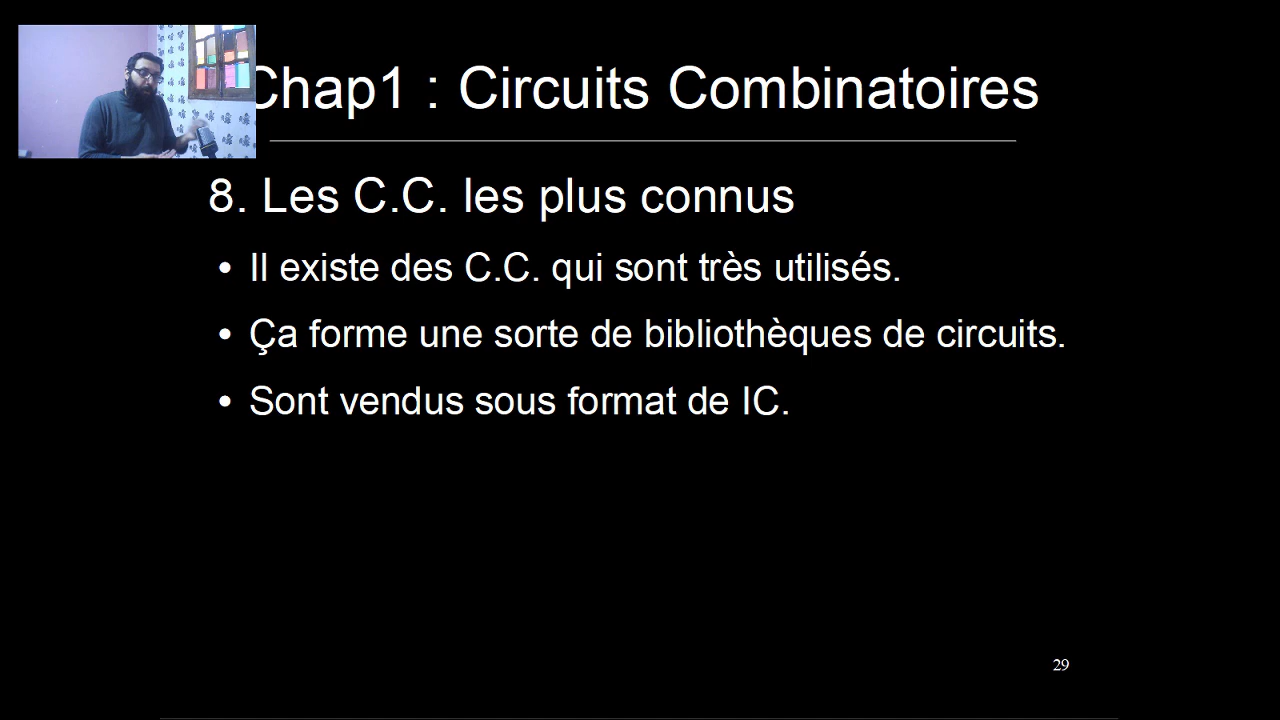 Chap1 : Circuits Combinatoires
8. Les C.C. les plus connus
• Il existe des C.C. qui sont très utilisés.
• Ça forme une sorte de bibliothèques de circuits.
• Sont vendus sous format de IC.
29